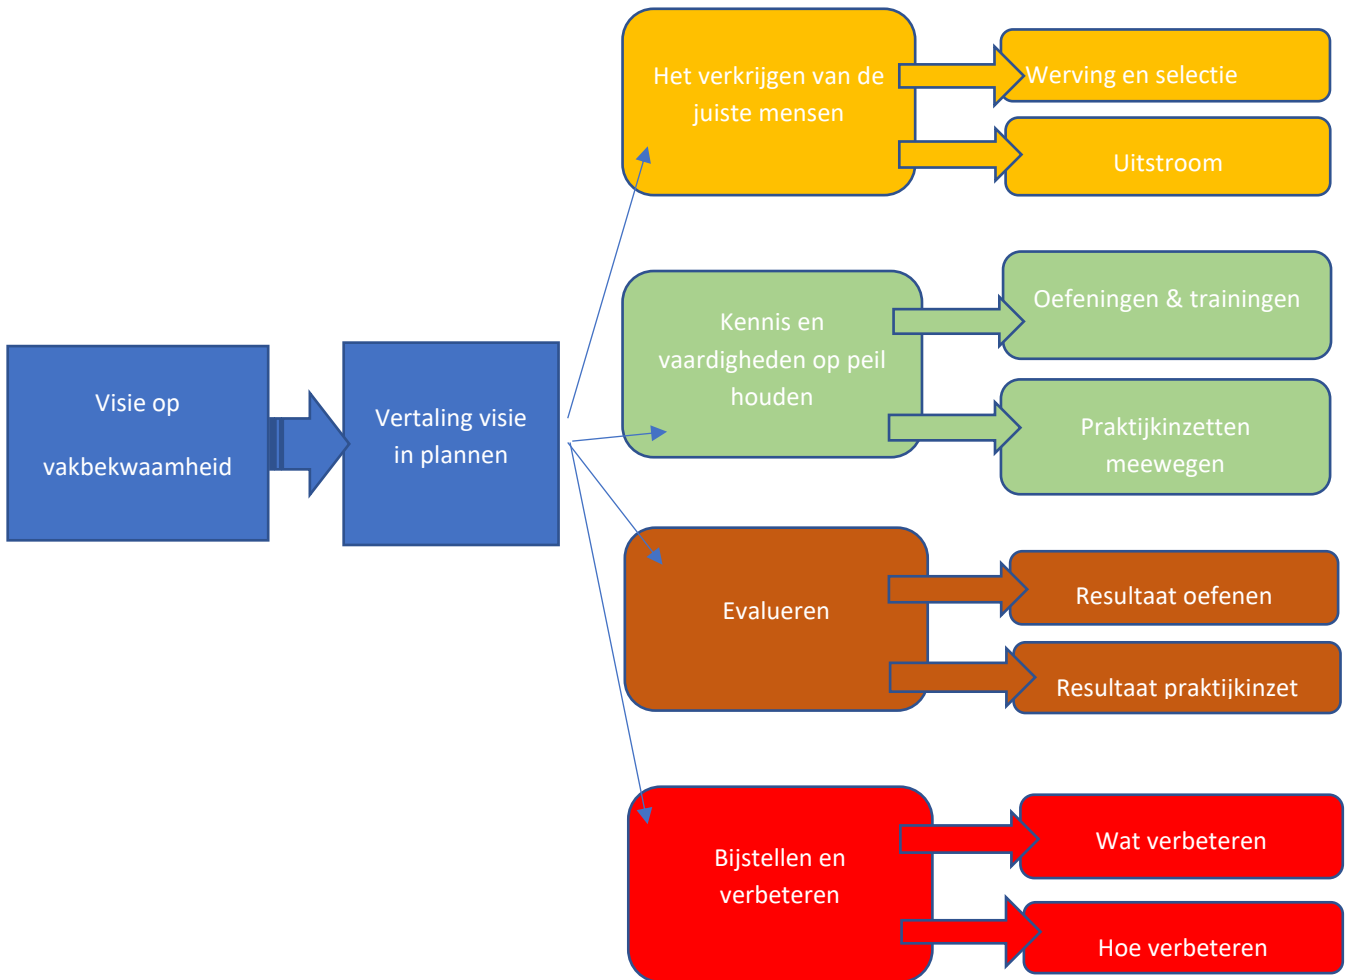 Visie op
vakbekwaamheid
Vertaling visie
in plannen
Het verkrijgen van de
juiste mensen
Werving en selectie
Uitstroom
Kennis en
vaardigheden op peil
houden
Oefeningen & trainingen
Praktijkinzetten
meewegen
Evalueren
Resultaat oefenen
Resultaat praktijkinzet
Bijstellen en
verbeteren
Wat verbeteren
Hoe verbeteren